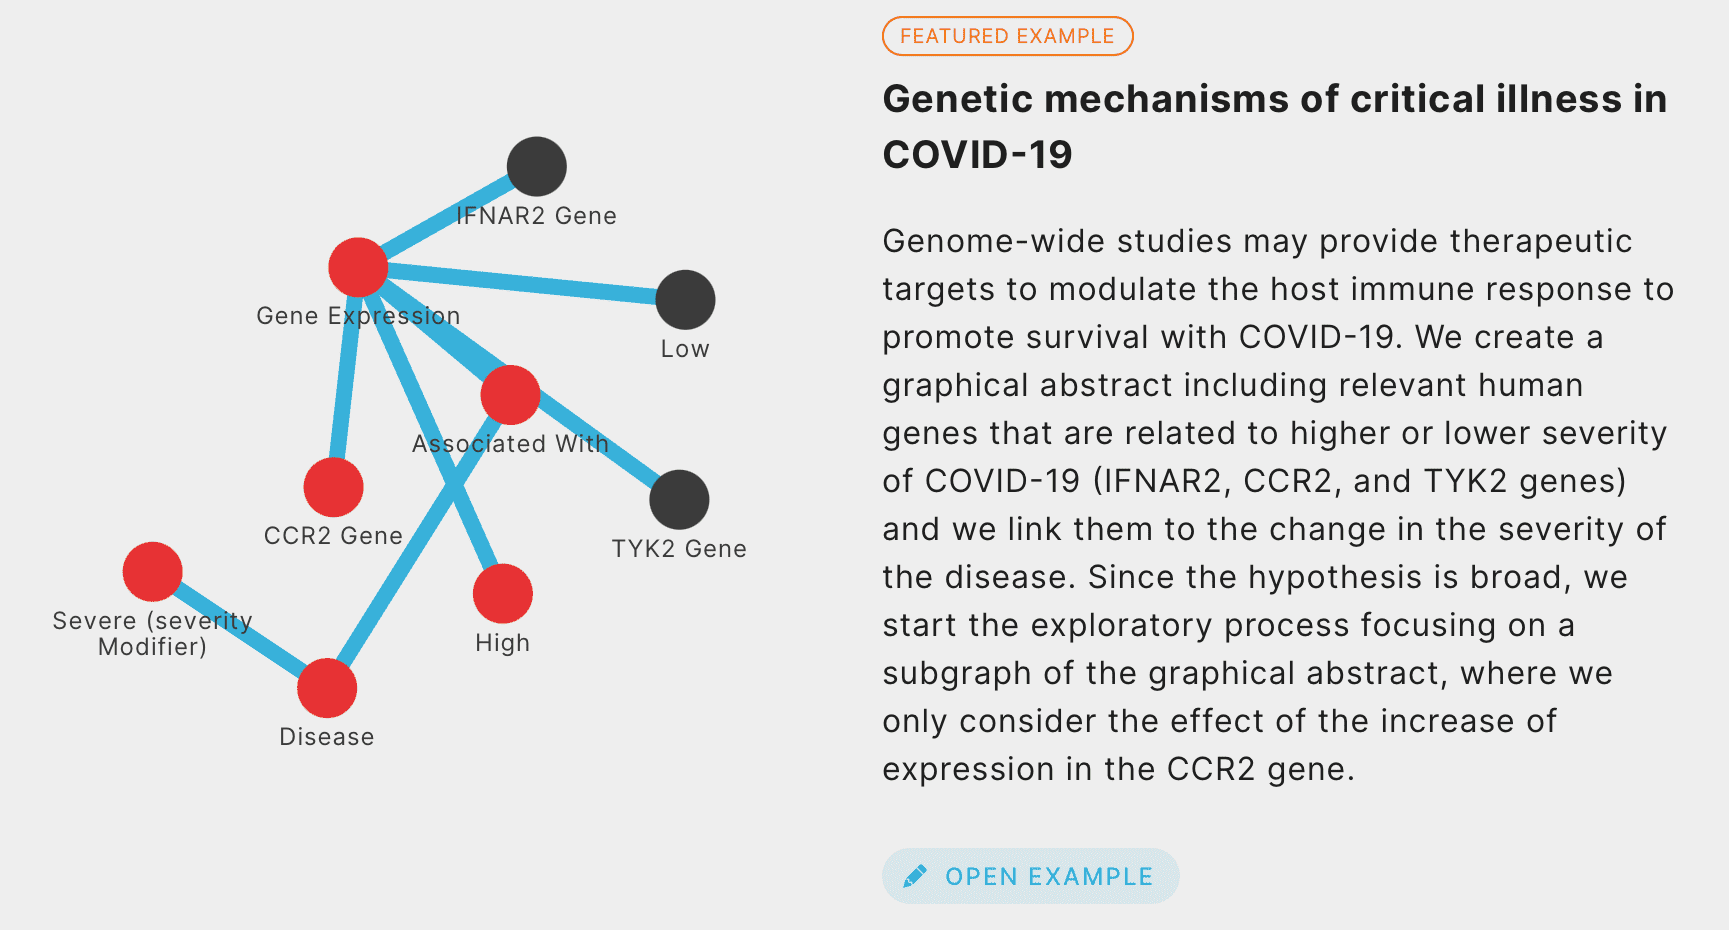 IFNAR2 Gene
Gene Expression
Low
Associated With
CCR2 Gene
TYK2 Gene
Severe (severity
Modifier)
High
Disease
FEATURED EXAMPLE
Genetic mechanisms of critical illness in
COVID-19
Genome-wide studies may provide therapeutic
targets to modulate the host immune response to
promote survival with COVID-19. We create a
graphical abstract including relevant human
genes that are related to higher or lower severity
of COVID-19 (IFNAR2, CCR2, and TYK2 genes)
and we link them to the change in the severity of
the disease. Since the hypothesis is broad, we
start the exploratory process focusing on a
subgraph of the graphical abstract, where we
only consider the effect of the increase of
expression in the CCR2 gene.
OPEN EXAMPLE